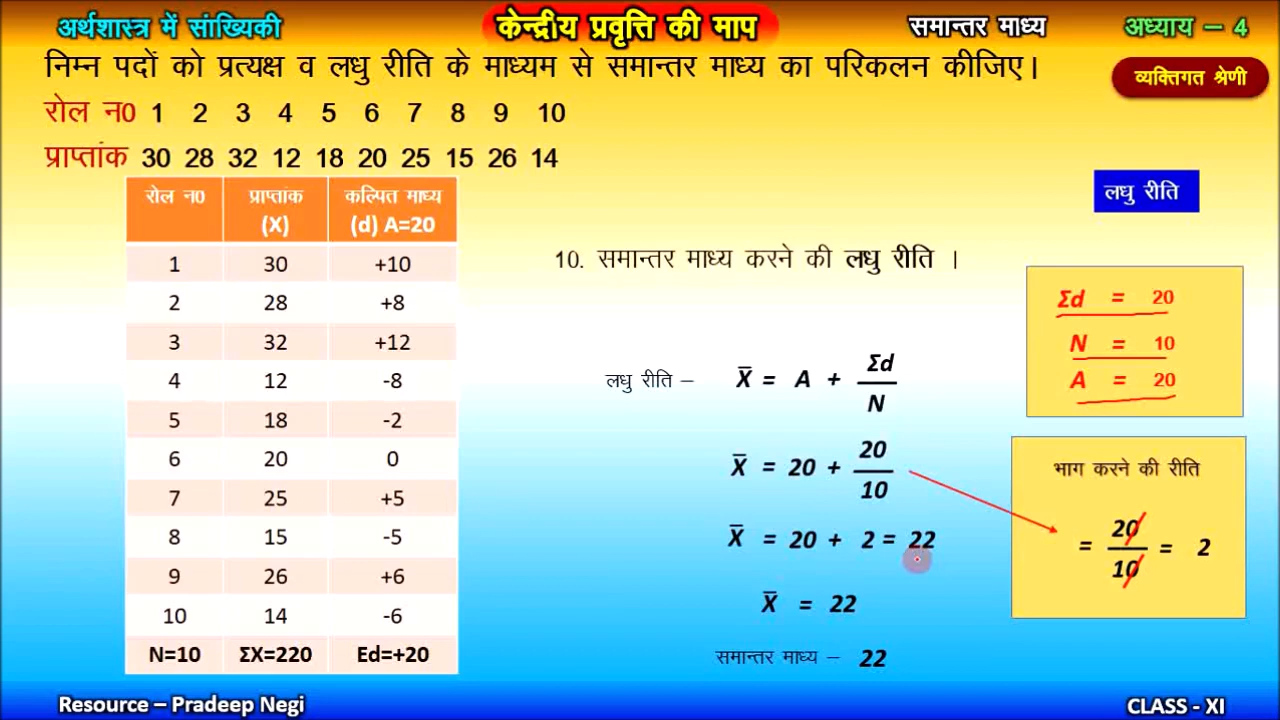 अर्थशास्त्र में सांख्यिकी केन्द्रीय प्रवृत्ति की माप समान्तर माध्य अध्याय – 4
निम्न पदों को प्रत्यक्ष व लधु रीति के माध्यम से समान्तर माध्य का परिकलन कीजिए।
व्यक्तिगत श्रेणी
रोल न0 1 2 3 4 5 6 7 8 9 10
प्राप्तांक 30 28 32 12 18 20 25 15 26 14
रोल न0 प्राप्तांक (X) कल्पित माध्य (d) A=20
1 30 +10
2 28 +8
3 32 +12
4 12 -8
5 18 -2
6 20 0
7 25 +5
8 15 -5
9 26 +6
10 14 -6
N=10 ΣX=220 Ed=+20
लधु रीति
10. समान्तर माध्य करने की लधु रीति ।
Σd = 20
N = 10
A = 20
लधु रीति – X̅ = A + Σd / N
X̅ = 20 + 20 / 10
X̅ = 20 + 2 = 22
X̅ = 22
समान्तर माध्य – 22
भाग करने की रीति
= 20 / 10 = 2
Resource – Pradeep Negi CLASS - XI